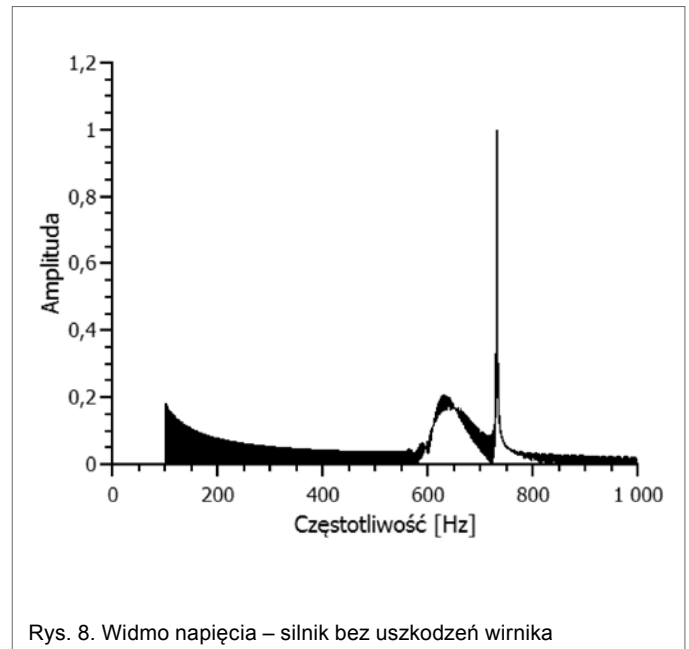 1,2
1
0,8
0,6
0,4
0,2
0
Amplituda
0 200 400 600 800 1 000
Częstotliwość [Hz]
Rys. 8. Widmo napięcia – silnik bez uszkodzeń wirnika